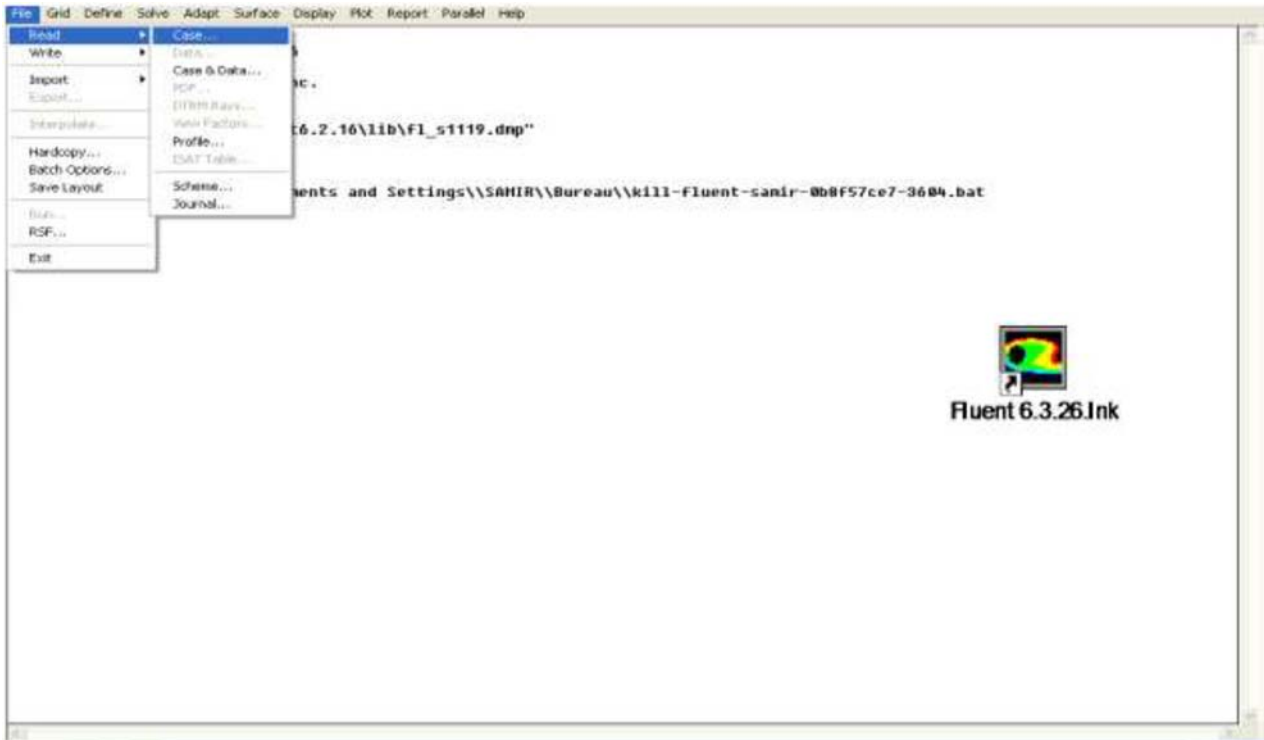 File Grid Define Solve Adapt Surface Display Plot Report Parallel Help
Read
Write
Import
Export...
Interpolate...
Hardcopy...
Batch Options...
Save Layout
Run...
RSF...
Exit
Case...
Data...
Case & Data...
PDF...
DTRM Rays...
View Factors...
Profile...
ISAT Table...
Scheme...
Journal...
nc.
t6.2.16\lib\fl_s1119.dmp"
ments and Settings\\SAMIR\\Bureau\\kill-fluent-samir-0b8f57ce7-3604.bat
Fluent 6.3.26.lnk